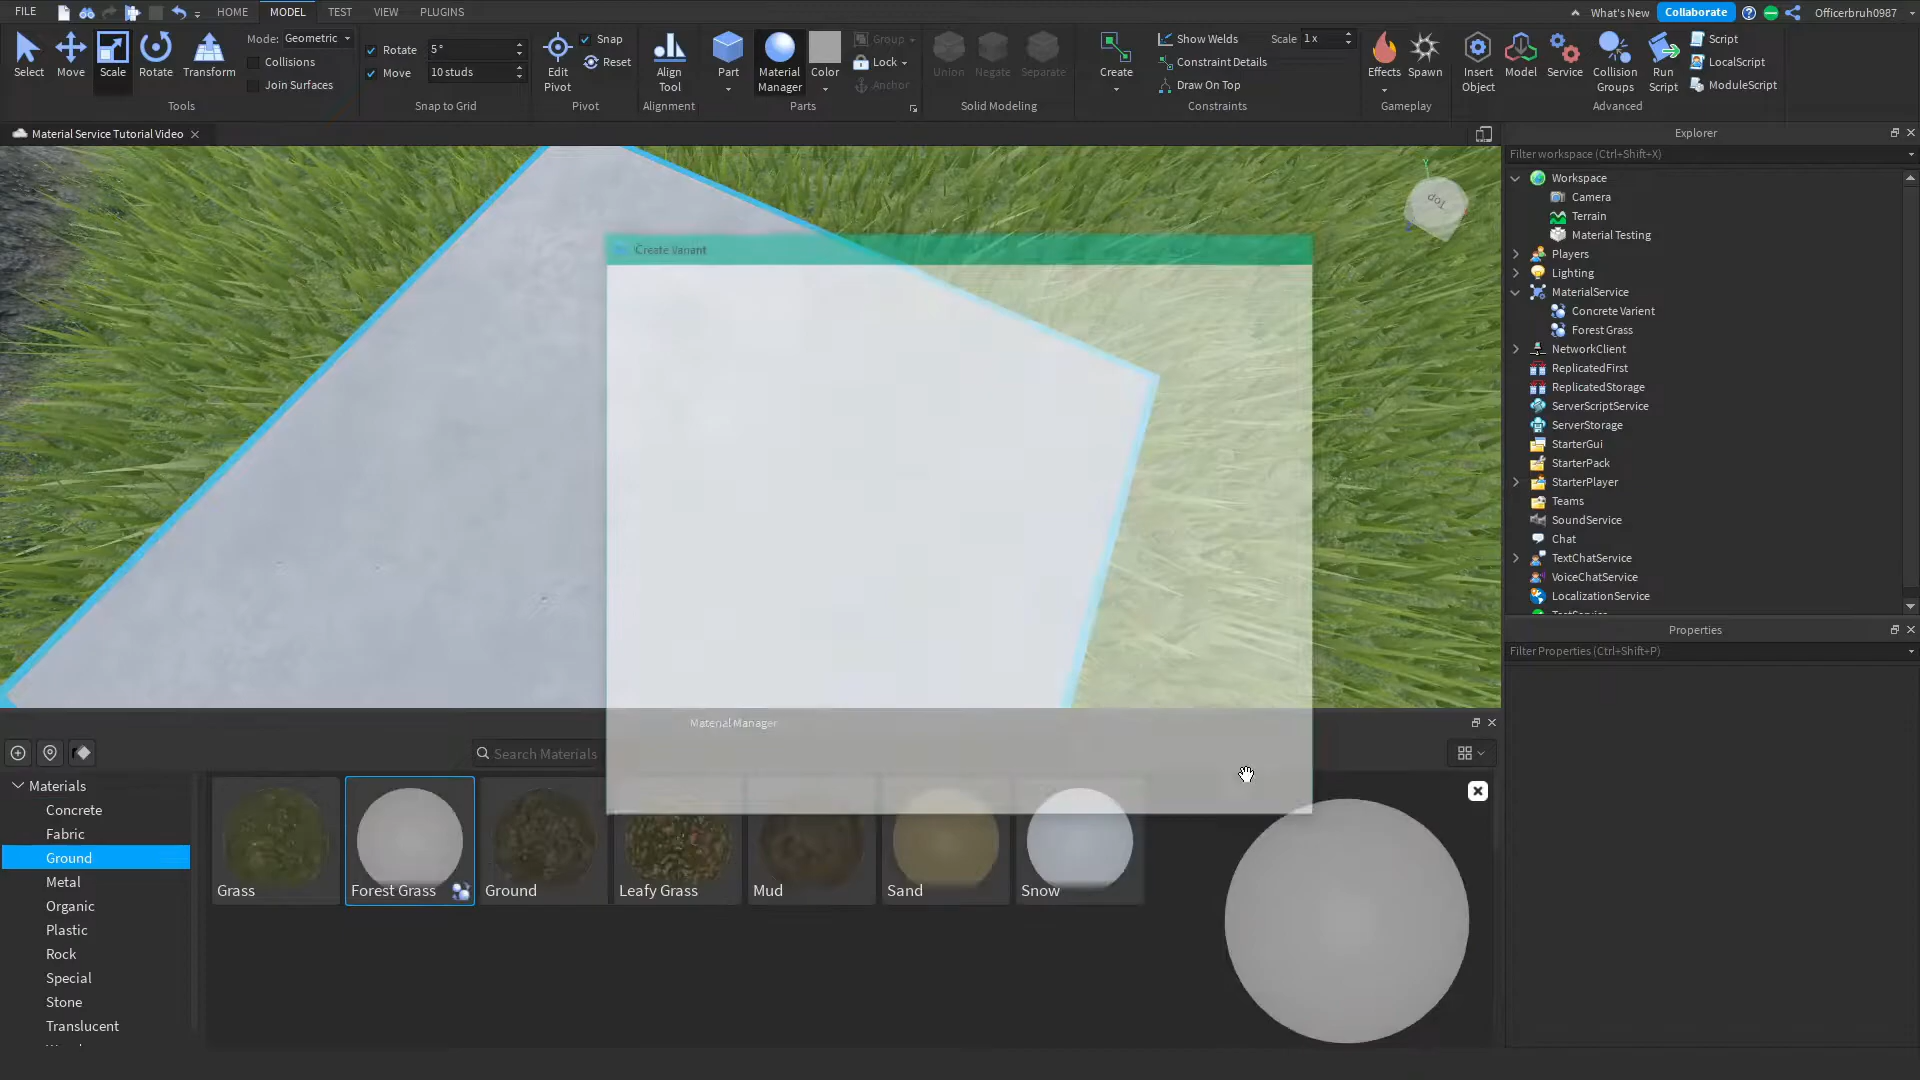 FILE
HOME
MODEL
TEST
VIEW
PLUGINS
What's New
Collaborate
Officerbruh0987
Select
Move
Scale
Rotate
Transform
Mode: Geometric
Collisions
Join Surfaces
Tools
Rotate 5°
Move 10 studs
Snap to Grid
Edit
Pivot
Snap
Reset
Pivot
Align
Tool
Alignment
Part
Material
Manager
Color
Group
Lock
Anchor
Parts
Union
Negate
Separate
Solid Modeling
Create
Show Welds
Scale 1x
Constraint Details
Draw On Top
Constraints
Effects
Spawn
Gameplay
Insert
Object
Model
Service
Collision
Groups
Run
Script
Script
LocalScript
ModuleScript
Advanced
Material Service Tutorial Video
Top
Y
Create Variant
Explorer
Filter workspace (Ctrl+Shift+X)
Workspace
Camera
Terrain
Material Testing
Players
Lighting
MaterialService
Concrete Varient
Forest Grass
NetworkClient
ReplicatedFirst
ReplicatedStorage
ServerScriptService
ServerStorage
StarterGui
StarterPack
StarterPlayer
Teams
SoundService
Chat
TextChatService
VoiceChatService
LocalizationService
TestService
Properties
Filter Properties (Ctrl+Shift+P)
Material Manager
Search Materials
Materials
Concrete
Fabric
Ground
Metal
Organic
Plastic
Rock
Special
Stone
Translucent
Grass
Forest Grass
Ground
Leafy Grass
Mud
Sand
Snow